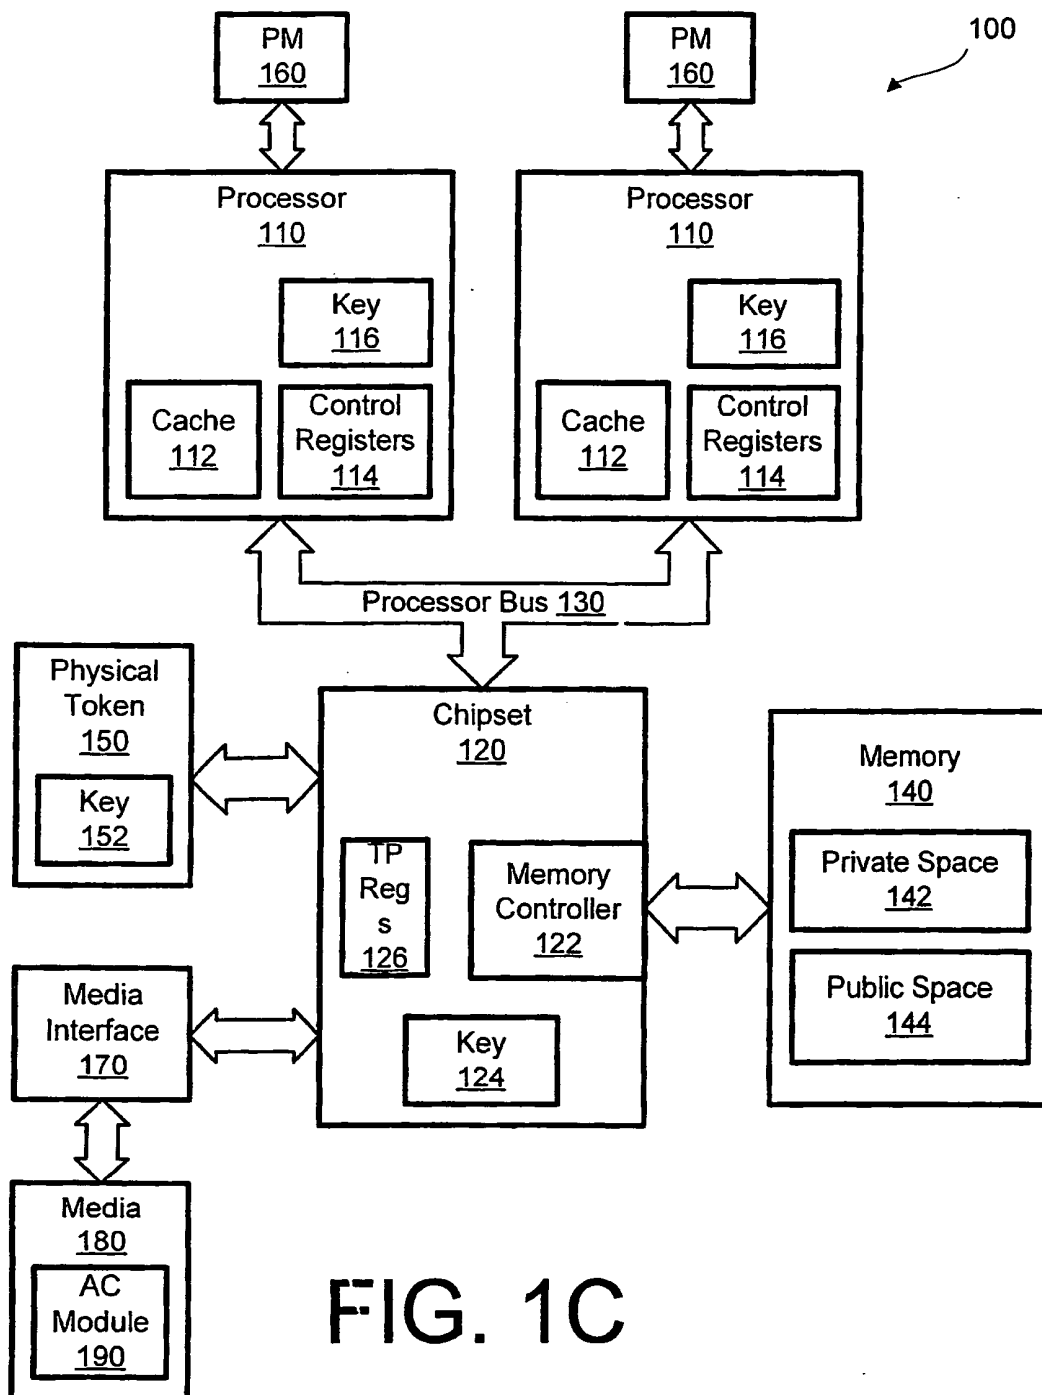 PM
160
PM
160
100
Processor
110
Processor
110
Key
116
Key
116
Cache
112
Control
Registers
114
Cache
112
Control
Registers
114
Processor Bus 130
Physical
Token
150
Key
152
Chipset
120
TP
Reg
s
126
Memory
Controller
122
Key
124
Memory
140
Private Space
142
Public Space
144
Media
Interface
170
Media
180
AC
Module
190
FIG. 1C